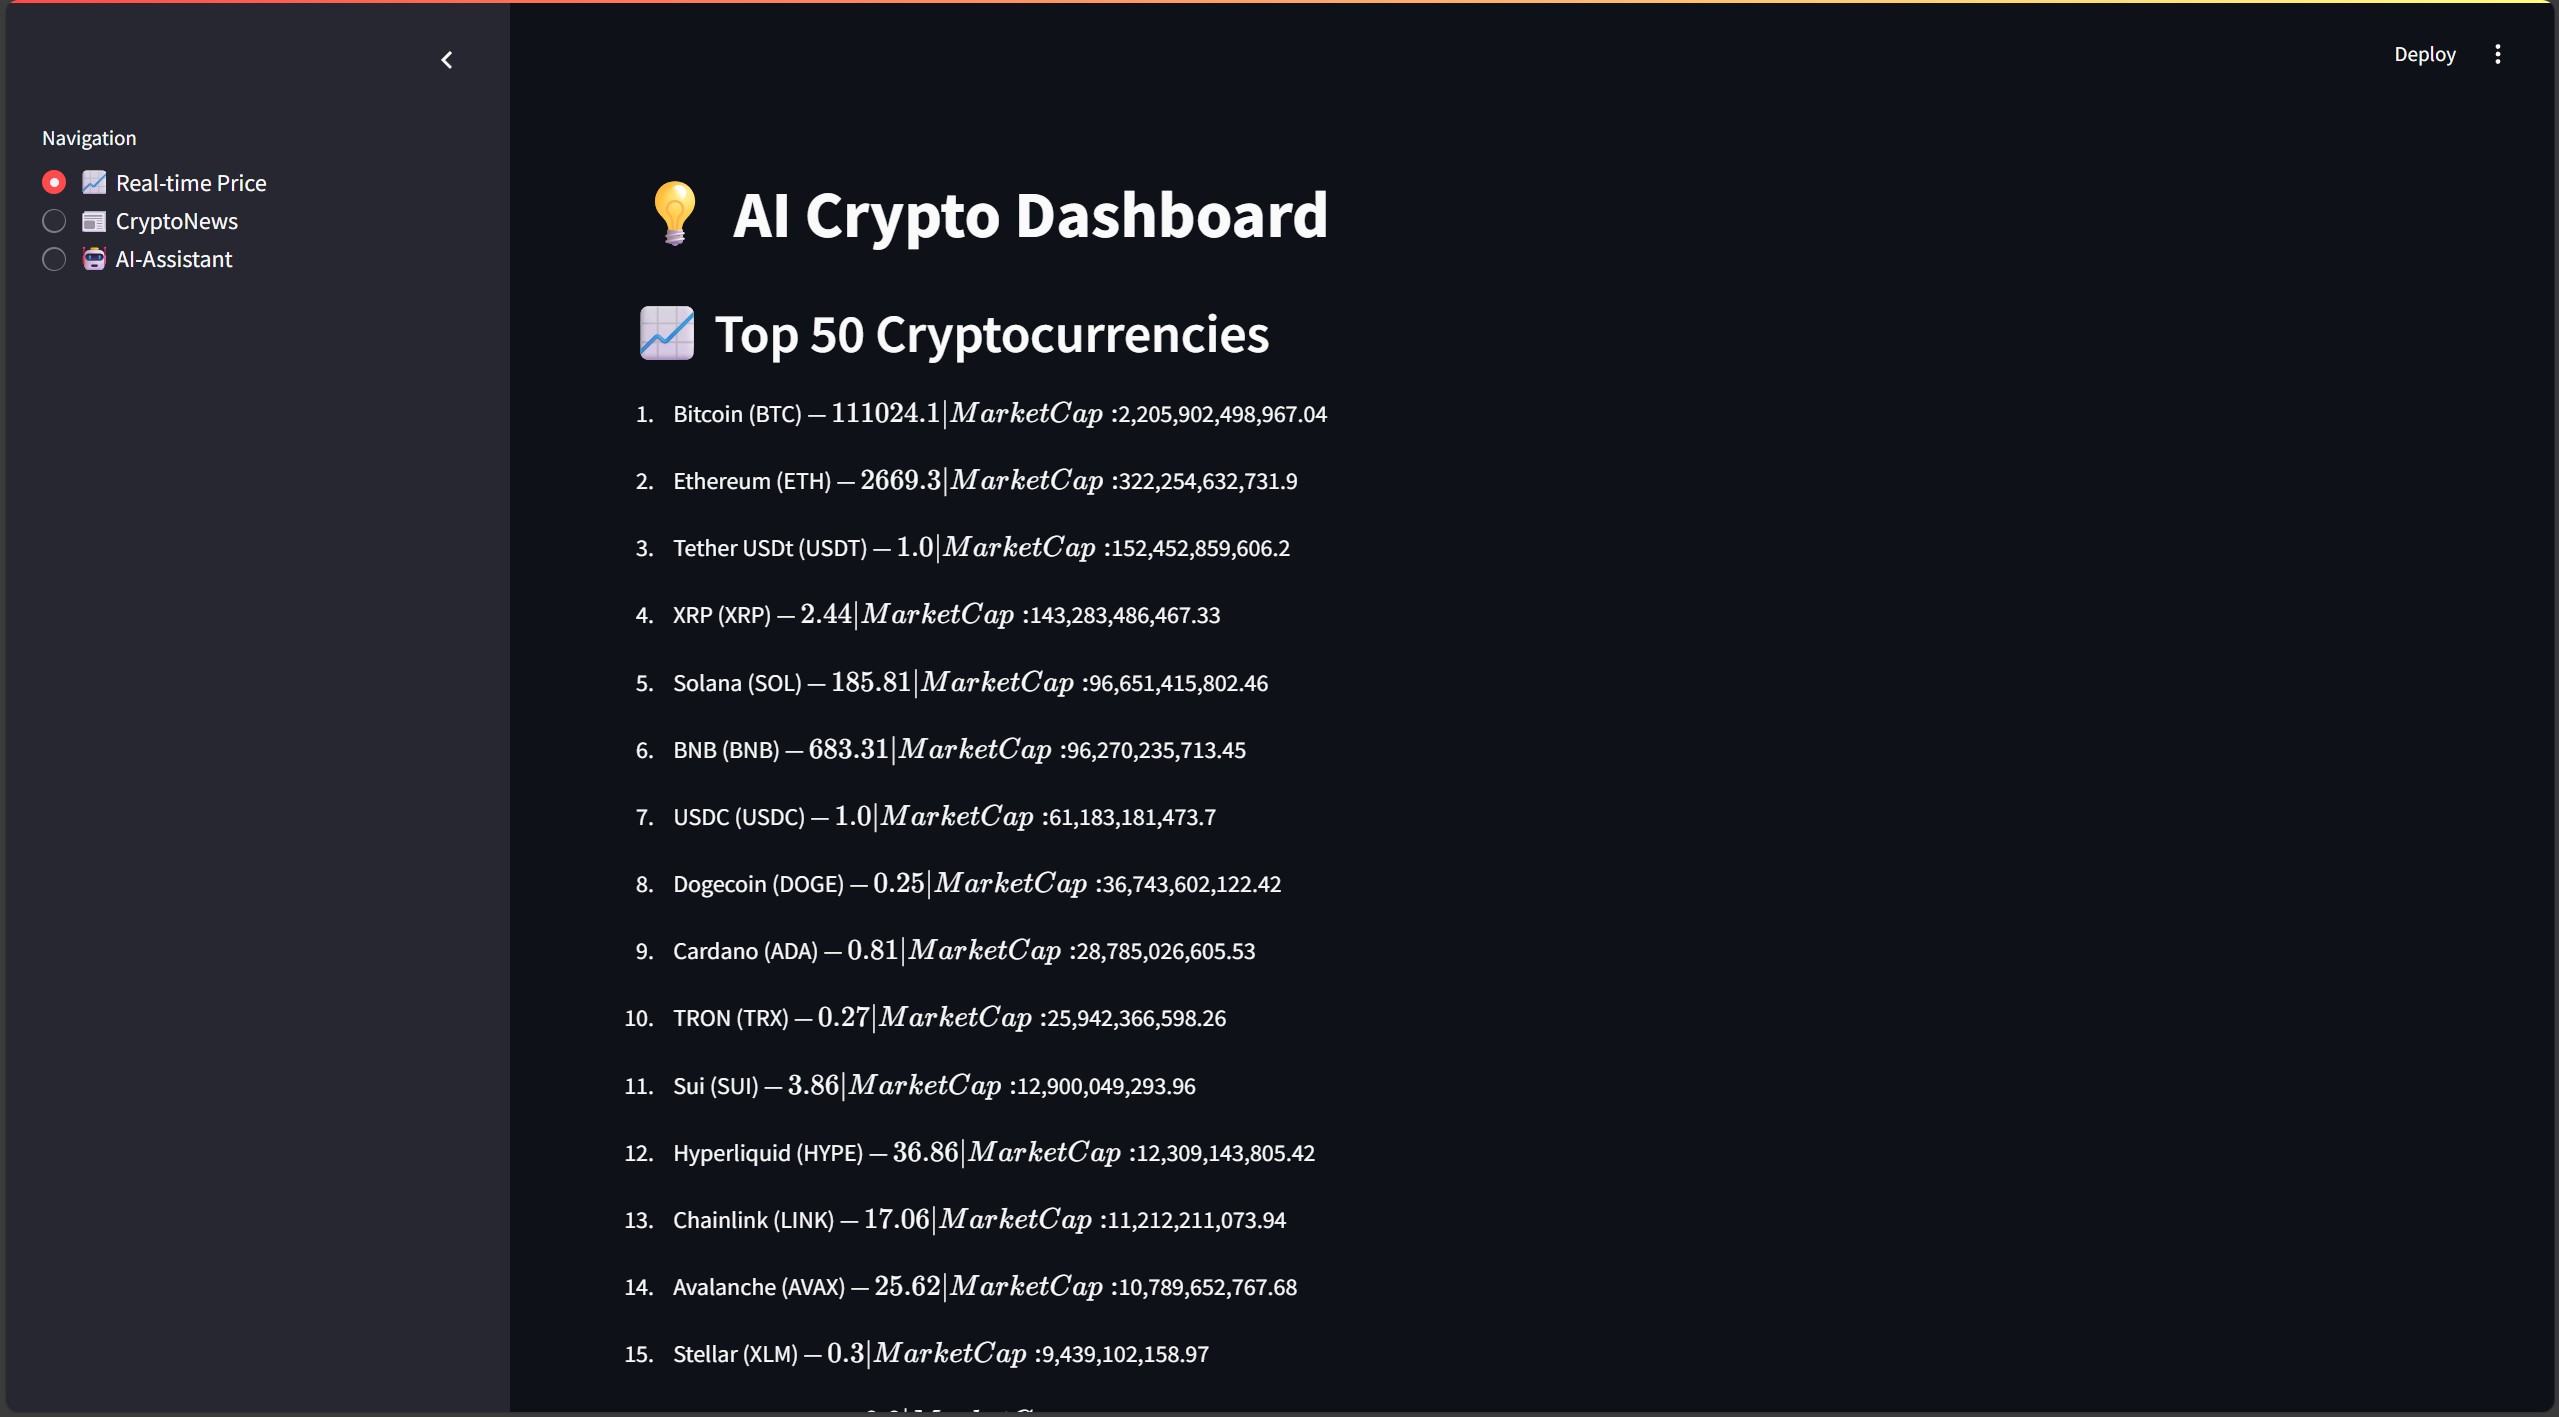 Deploy
Navigation
Real-time Price
CryptoNews
AI-Assistant
AI Crypto Dashboard
Top 50 Cryptocurrencies
1. Bitcoin (BTC) – 111024.1|MarketCap :2,205,902,498,967.04
2. Ethereum (ETH) – 2669.3|MarketCap :322,254,632,731.9
3. Tether USDt (USDT) – 1.0|MarketCap :152,452,859,606.2
4. XRP (XRP) – 2.44|MarketCap :143,283,486,467.33
5. Solana (SOL) – 185.81|MarketCap :96,651,415,802.46
6. BNB (BNB) – 683.31|MarketCap :96,270,235,713.45
7. USDC (USDC) – 1.0|MarketCap :61,183,181,473.7
8. Dogecoin (DOGE) – 0.25|MarketCap :36,743,602,122.42
9. Cardano (ADA) – 0.81|MarketCap :28,785,026,605.53
10. TRON (TRX) – 0.27|MarketCap :25,942,366,598.26
11. Sui (SUI) – 3.86|MarketCap :12,900,049,293.96
12. Hyperliquid (HYPE) – 36.86|MarketCap :12,309,143,805.42
13. Chainlink (LINK) – 17.06|MarketCap :11,212,211,073.94
14. Avalanche (AVAX) – 25.62|MarketCap :10,789,652,767.68
15. Stellar (XLM) – 0.3|MarketCap :9,439,102,158.97